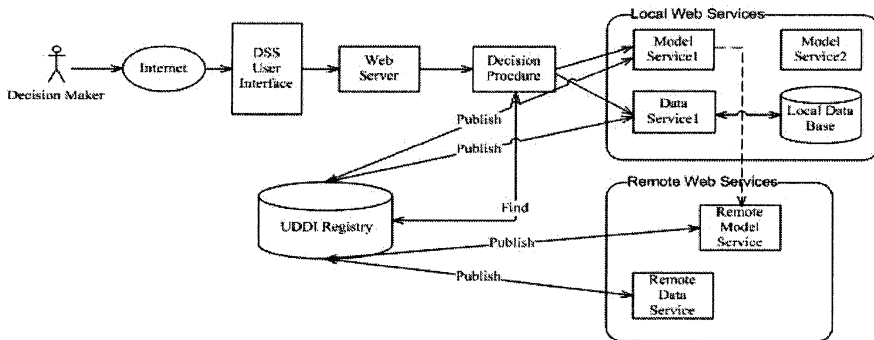 Local Web Services
Decision Maker
Internet
DSS
User
Interface
Web
Server
Decision
Procdure
Model
Service1
Model
Service2
Data
Service1
Local Data
Base
Publish
Publish
UDDI Registry
Find
Publish
Publish
Remote Web Services
Remote
Model
Service
Remote
Data
Service